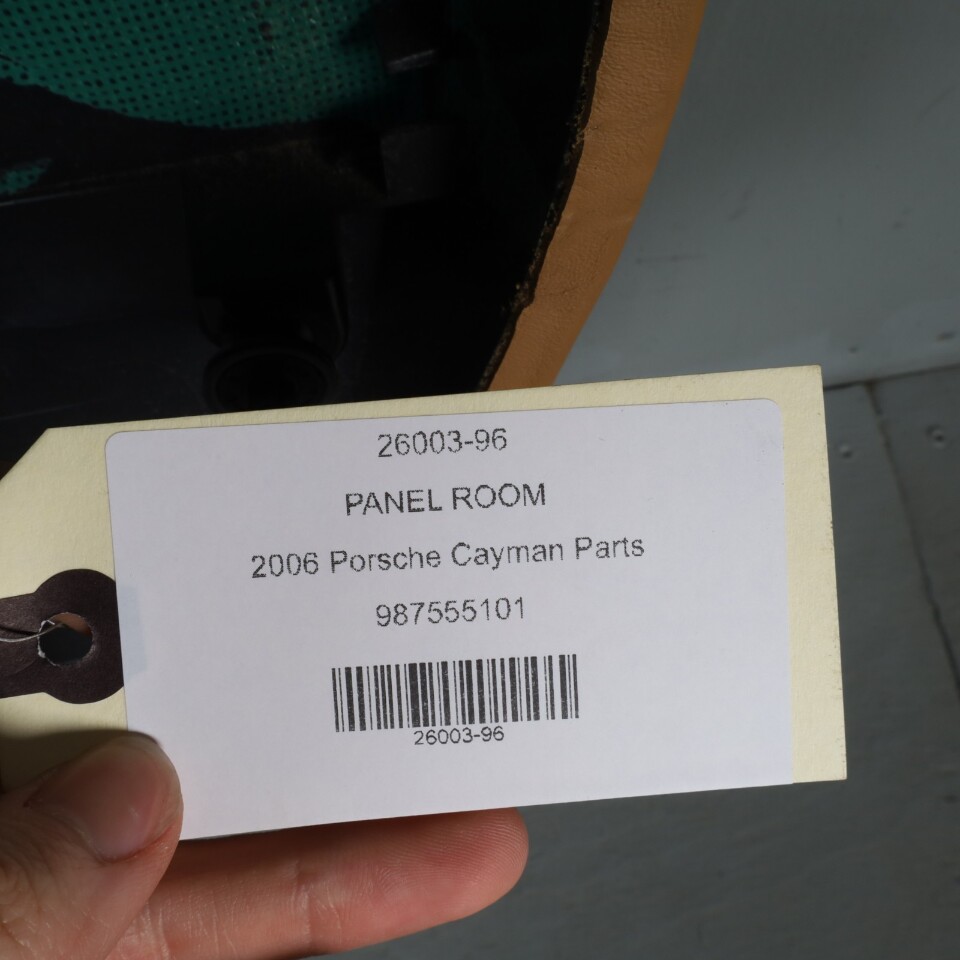 26003-96
PANEL ROOM
2006 Porsche Cayman Parts
987555101
26003-96